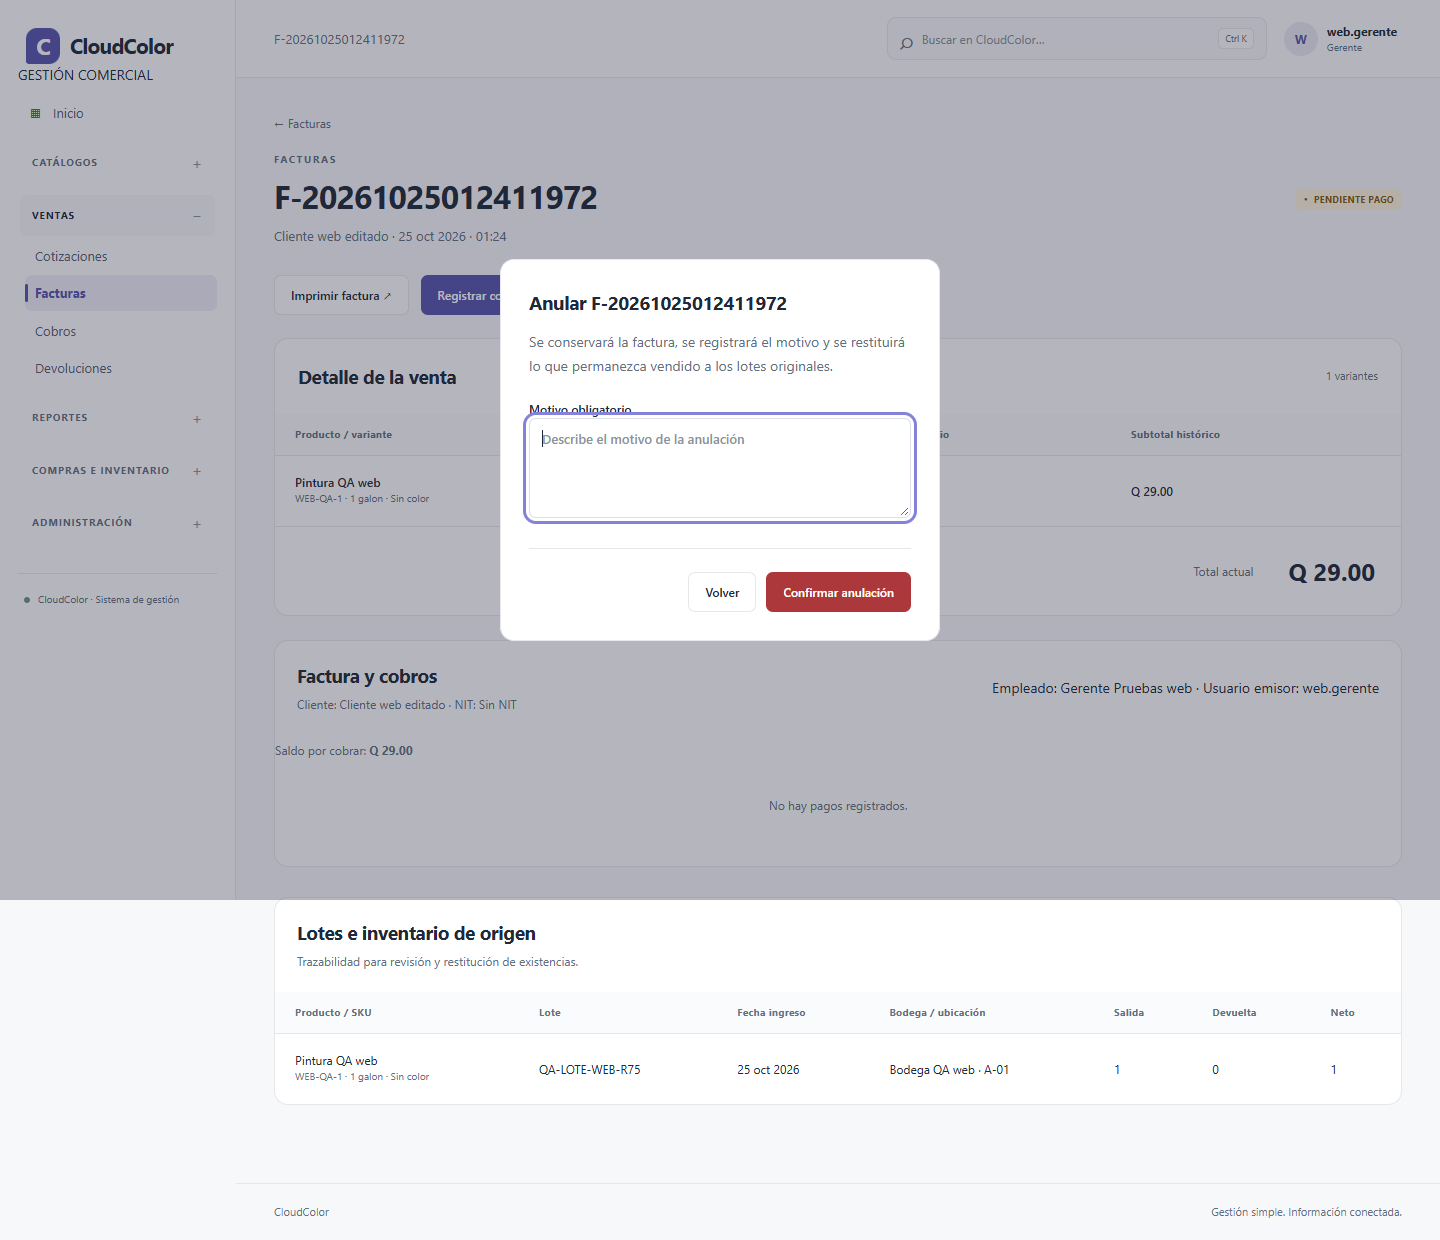 C CloudColor
GESTIÓN COMERCIAL
Inicio
CATÁLOGOS +
VENTAS −
Cotizaciones
Facturas
Cobros
Devoluciones
REPORTES +
COMPRAS E INVENTARIO +
ADMINISTRACIÓN +
CloudColor · Sistema de gestión
F-20261025012411972
Buscar en CloudColor...
Ctrl K
W
web.gerente
Gerente
← Facturas
FACTURAS
F-20261025012411972
• PENDIENTE PAGO
Cliente web editado · 25 oct 2026 · 01:24
Imprimir factura ↗
Registrar
Anular F-20261025012411972
Se conservará la factura, se registrará el motivo y se restituirá
lo que permanezca vendido a los lotes originales.
Motivo obligatorio
Describe el motivo de la anulación
Volver
Confirmar anulación
Detalle de la venta
1 variantes
Producto / variante
Subtotal histórico
Pintura QA web
WEB-QA-1 · 1 galon · Sin color
Q 29.00
Total actual Q 29.00
Factura y cobros
Cliente: Cliente web editado · NIT: Sin NIT
Empleado: Gerente Pruebas web · Usuario emisor: web.gerente
Saldo por cobrar: Q 29.00
No hay pagos registrados.
Lotes e inventario de origen
Trazabilidad para revisión y restitución de existencias.
Producto / SKU Lote Fecha ingreso Bodega / ubicación Salida Devuelta Neto
Pintura QA web
WEB-QA-1 · 1 galon · Sin color
QA-LOTE-WEB-R75 25 oct 2026 Bodega QA web · A-01 1 0 1
CloudColor
Gestión simple. Información conectada.